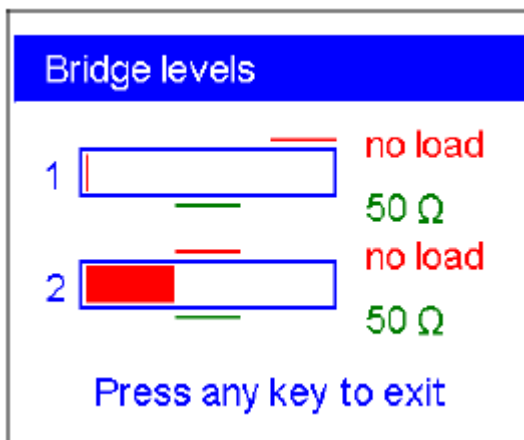 Bridge levels
no load
1
50 Ω
no load
2
50 Ω
Press any key to exit